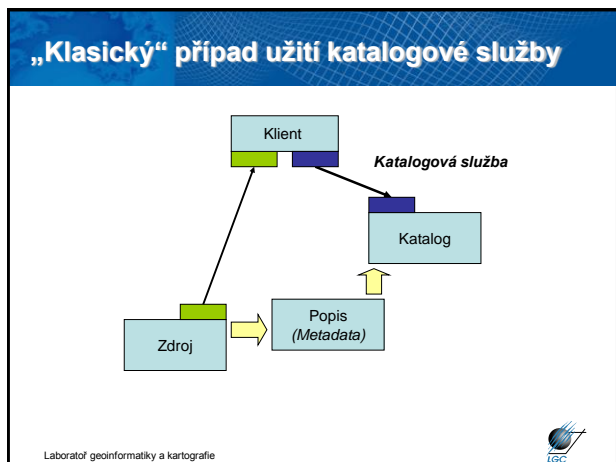 „Klasický“ případ užití katalogové služby
Klient
Katalogová služba
Katalog
Popis
(Metadata)
Zdroj
Laboratoř geoinformatiky a kartografie
LGC